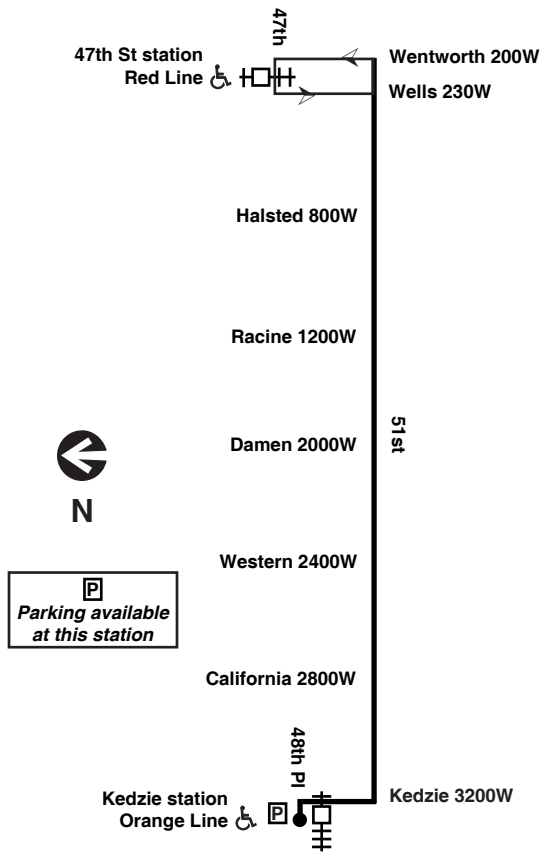 47th
47th St station
Red Line
Wentworth 200W
Wells 230W
Halsted 800W
Racine 1200W
51st
Damen 2000W
N
Western 2400W
P
Parking available
at this station
California 2800W
48th Pl
Kedzie station
Orange Line
P
Kedzie 3200W